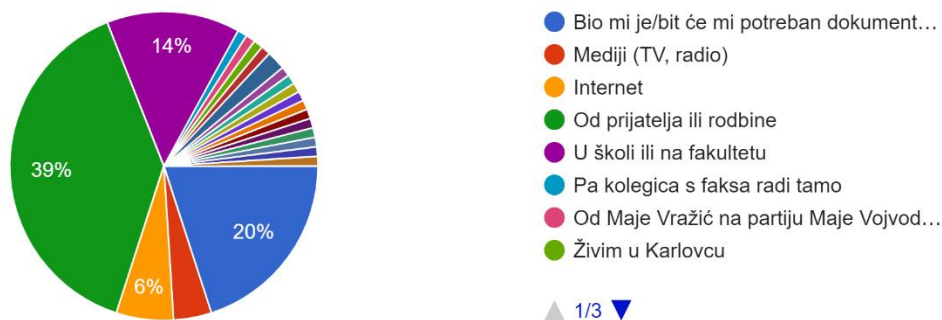 14%
39%
20%
6%
Bio mi je/bit će mi potreban dokument…
Mediji (TV, radio)
Internet
Od prijatelja ili rodbine
U školi ili na fakultetu
Pa kolegica s faksa radi tamo
Od Maje Vražić na partiju Maje Vojvod…
Živim u Karlovcu
1/3